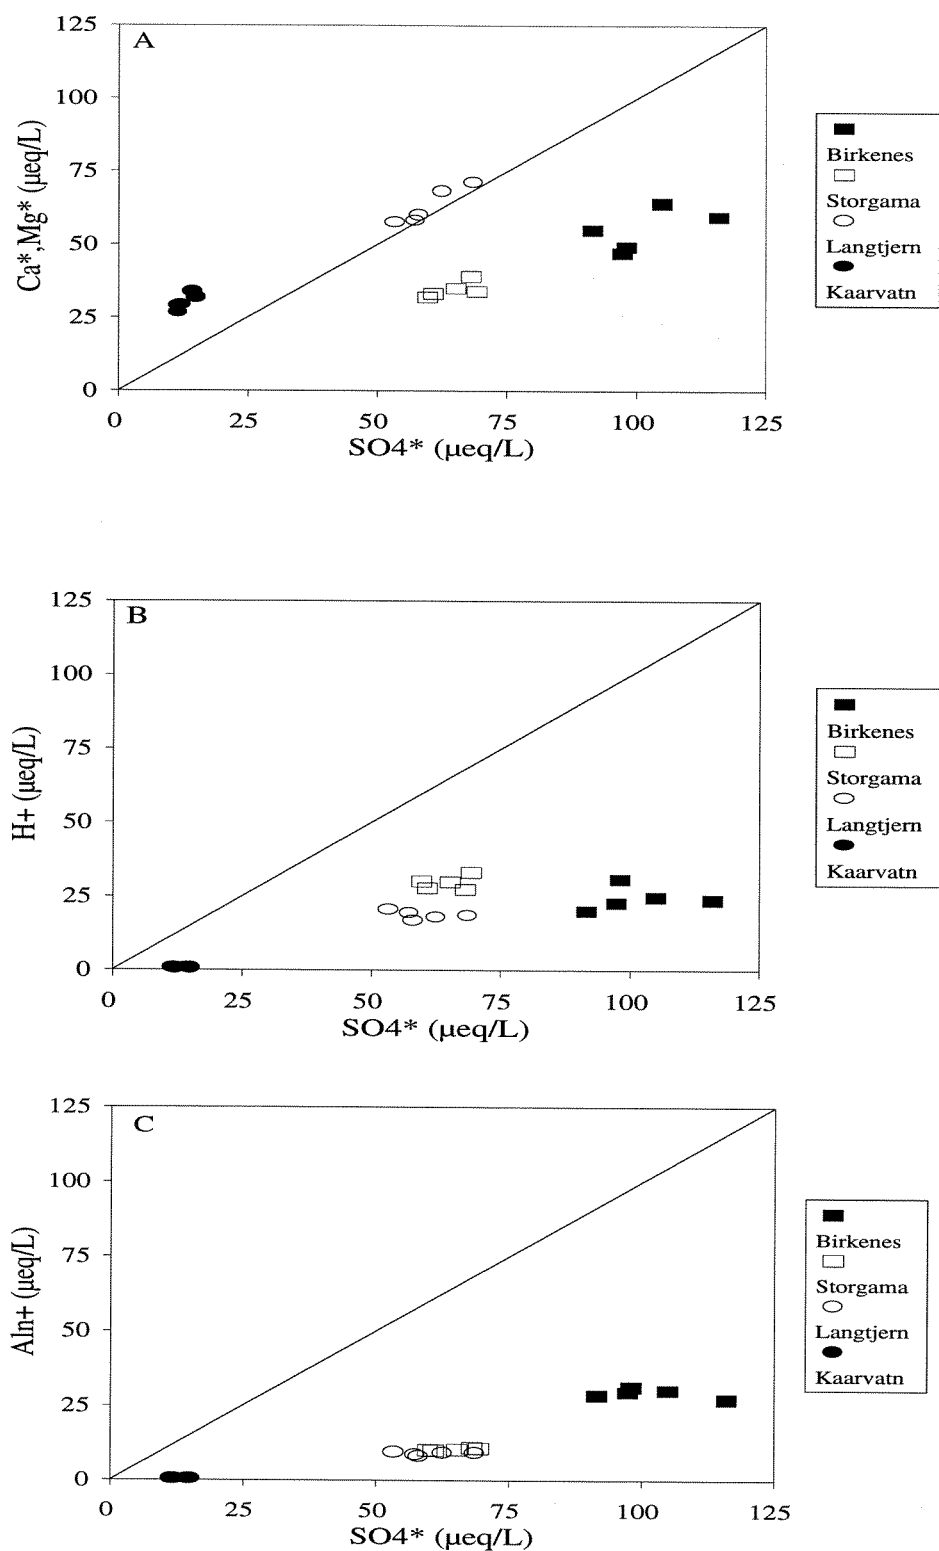 A
125
100
75
50
25
0
Ca*,Mg* (µeq/L)
0 25 50 75 100 125
SO4* (µeq/L)
Birkenes
Storgama
Langtjern
Kaarvatn
B
125
100
75
50
25
0
H+ (µeq/L)
0 25 50 75 100 125
SO4* (µeq/L)
Birkenes
Storgama
Langtjern
Kaarvatn
C
125
100
75
50
25
0
Aln+ (µeq/L)
0 25 50 75 100 125
SO4* (µeq/L)
Birkenes
Storgama
Langtjern
Kaarvatn